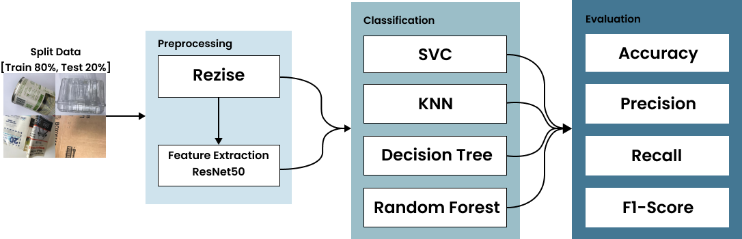 Split Data
[Train 80%, Test 20%]
20
Preprocessing
Rezise
Feature Extraction
ResNet50
Classification
SVC
KNN
Decision Tree
Random Forest
Evaluation
Accuracy
Precision
Recall
F1-Score